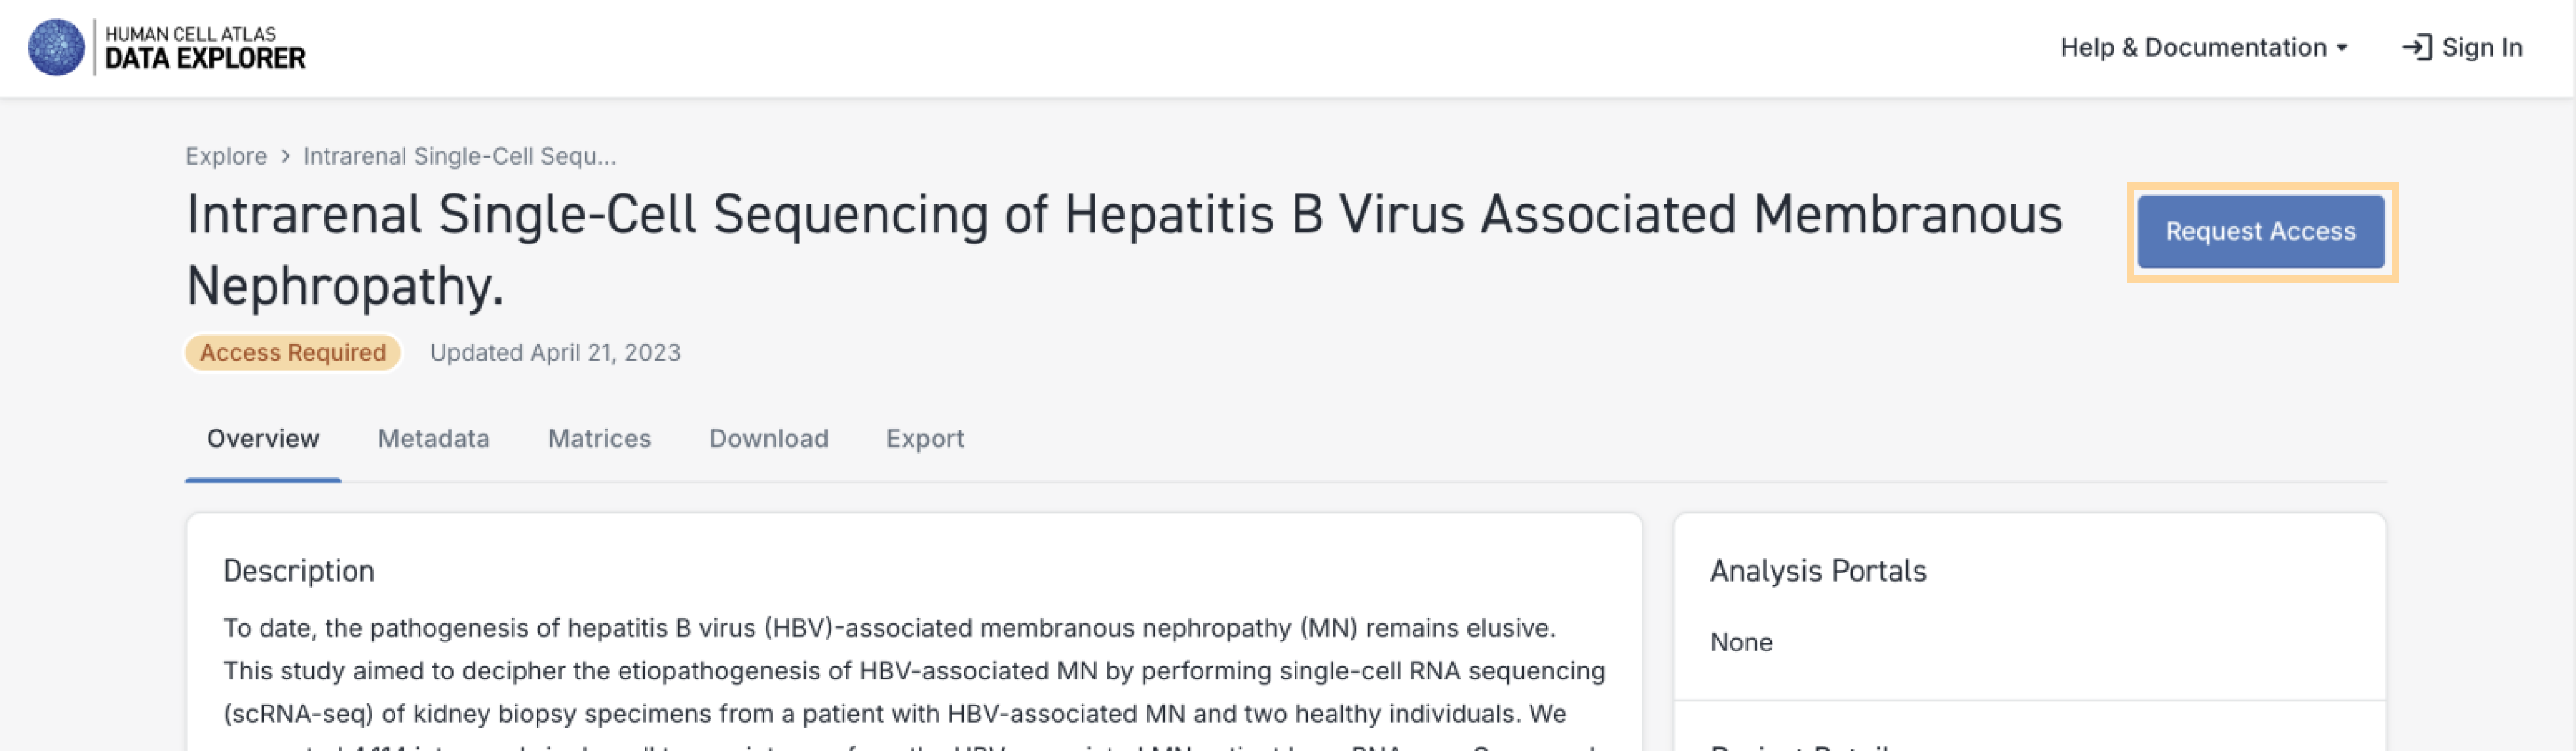 HUMAN CELL ATLAS
DATA EXPLORER
Help & Documentation
Sign In
Explore > Intrarenal Single-Cell Sequ...
Intrarenal Single-Cell Sequencing of Hepatitis B Virus Associated Membranous
Nephropathy.
Request Access
Access Required
Updated April 21, 2023
Overview Metadata Matrices Download Export
Description
To date, the pathogenesis of hepatitis B virus (HBV)-associated membranous nephropathy (MN) remains elusive.
This study aimed to decipher the etiopathogenesis of HBV-associated MN by performing single-cell RNA sequencing
(scRNA-seq) of kidney biopsy specimens from a patient with HBV-associated MN and two healthy individuals. We
Analysis Portals
None